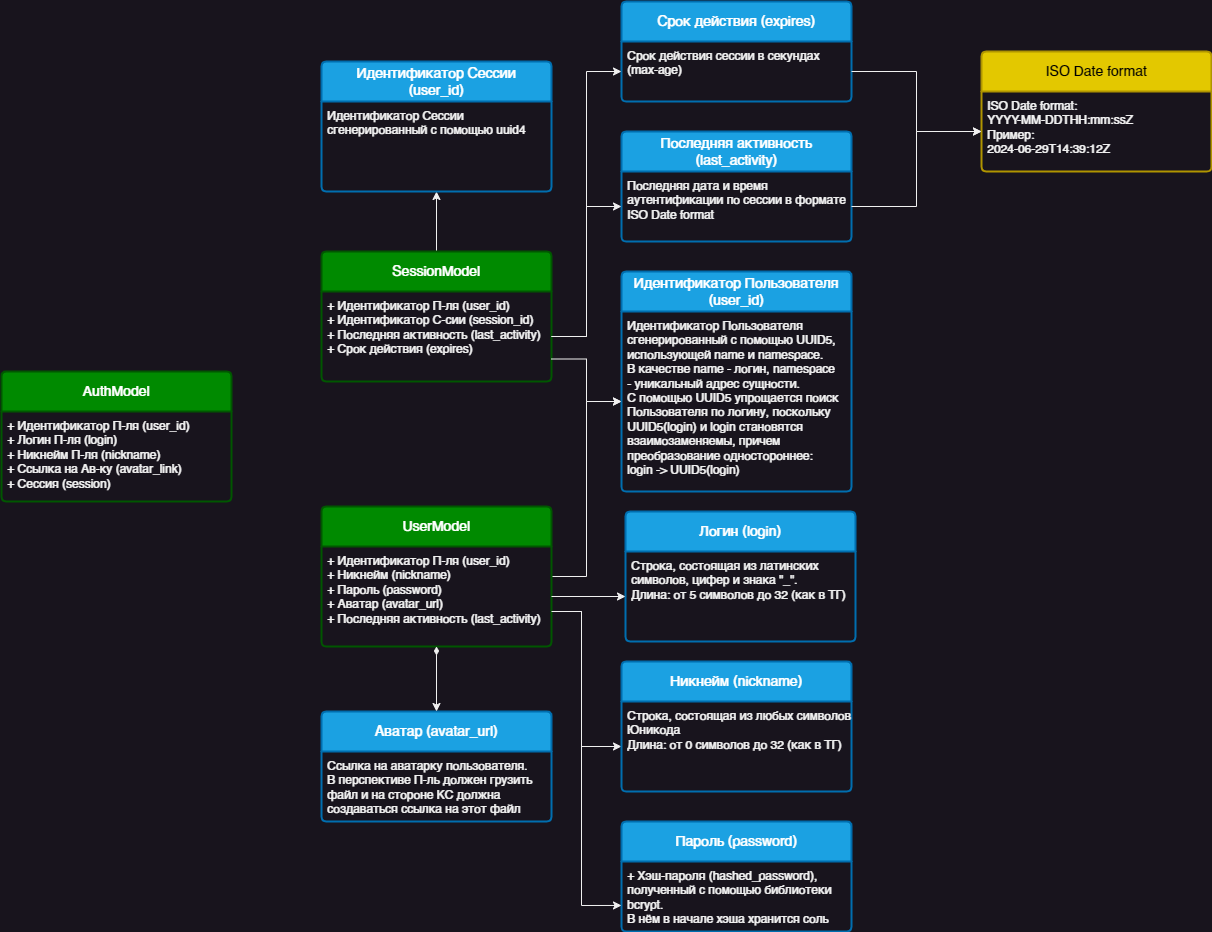 Срок действия (expires)
Срок действия сессии в секундах
(max-age)
Идентификатор Сессии
(user_id)
Идентификатор Сессии
сгенерированный с помощью uuid4
ISO Date format
ISO Date format:
YYYY-MM-DDTHH:mm:ssZ
Пример:
2024-06-29T14:39:12Z
Последняя активность
(last_activity)
Последняя дата и время
аутентификации по сессии в формате
ISO Date format
SessionModel
+ Идентификатор П-ля (user_id)
+ Идентификатор С-сии (session_id)
+ Последняя активность (last_activity)
+ Срок действия (expires)
Идентификатор Пользователя
(user_id)
Идентификатор Пользователя
сгенерированный с помощью UUID5,
использующей name и namespace.
В качестве name - логин, namespace
- уникальный адрес сущности.
С помощью UUID5 упрощается поиск
Пользователя по логину, поскольку
UUID5(login) и login становятся
взаимозаменяемы, причем
преобразование одностороннее:
login -> UUID5(login)
AuthModel
+ Идентификатор П-ля (user_id)
+ Логин П-ля (login)
+ Никнейм П-ля (nickname)
+ Ссылка на Ав-ку (avatar_link)
+ Сессия (session)
UserModel
+ Идентификатор П-ля (user_id)
+ Никнейм (nickname)
+ Пароль (password)
+ Аватар (avatar_url)
+ Последняя активность (last_activity)
Логин (login)
Строка, состоящая из латинских
символов, цифер и знака "_".
Длина: от 5 символов до 32 (как в ТГ)
Никнейм (nickname)
Строка, состоящая из любых символов
Юникода
Длина: от 0 символов до 32 (как в ТГ)
Аватар (avatar_url)
Ссылка на аватарку пользователя.
В перспективе П-ль должен грузить
файл и на стороне КС должна
создаваться ссылка на этот файл
Пароль (password)
+ Хэш-пароля (hashed_password),
полученный с помощью библиотеки
bcrypt.
В нём в начале хэша хранится соль